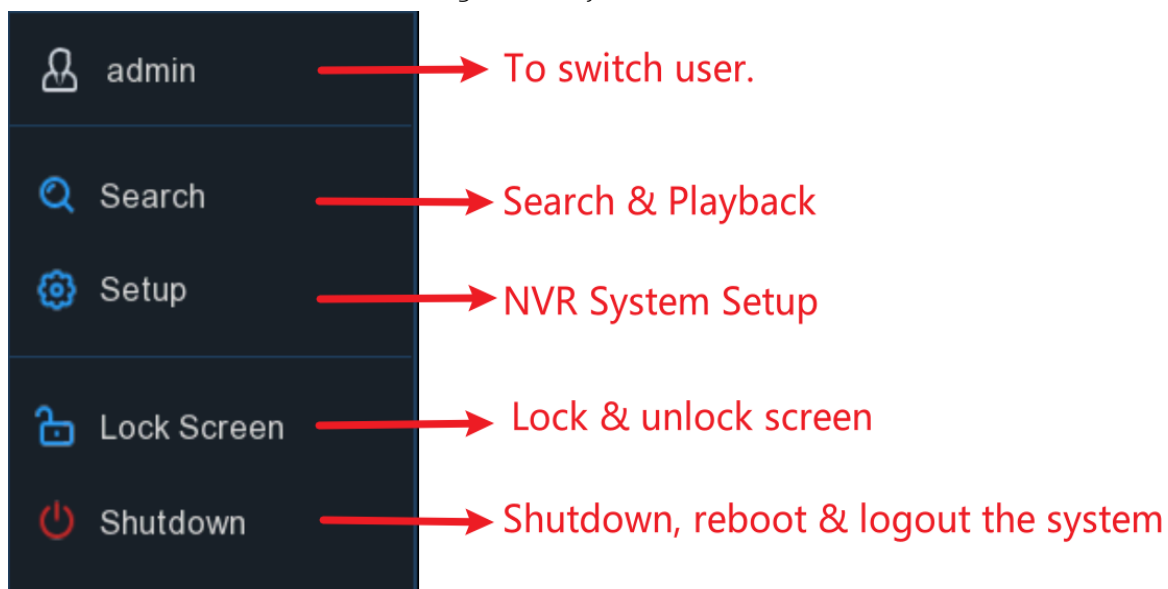 admin
To switch user.
Search
Search & Playback
Setup
NVR System Setup
Lock Screen
Lock & unlock screen
Shutdown
Shutdown, reboot & logout the system